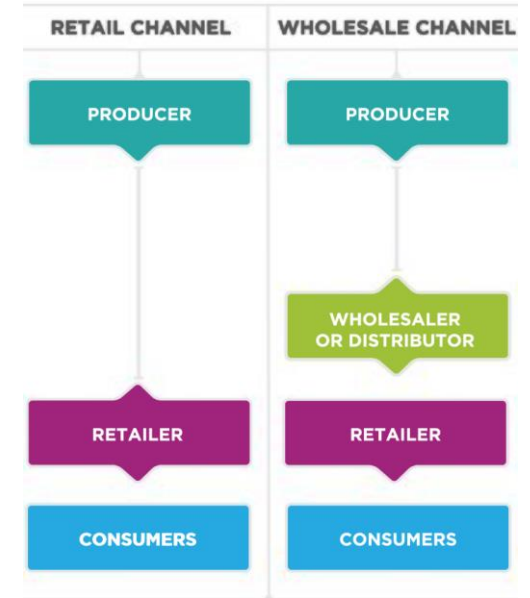 RETAIL CHANNEL
WHOLESALE CHANNEL
PRODUCER
PRODUCER
WHOLESALER
OR DISTRIBUTOR
RETAILER
RETAILER
CONSUMERS
CONSUMERS